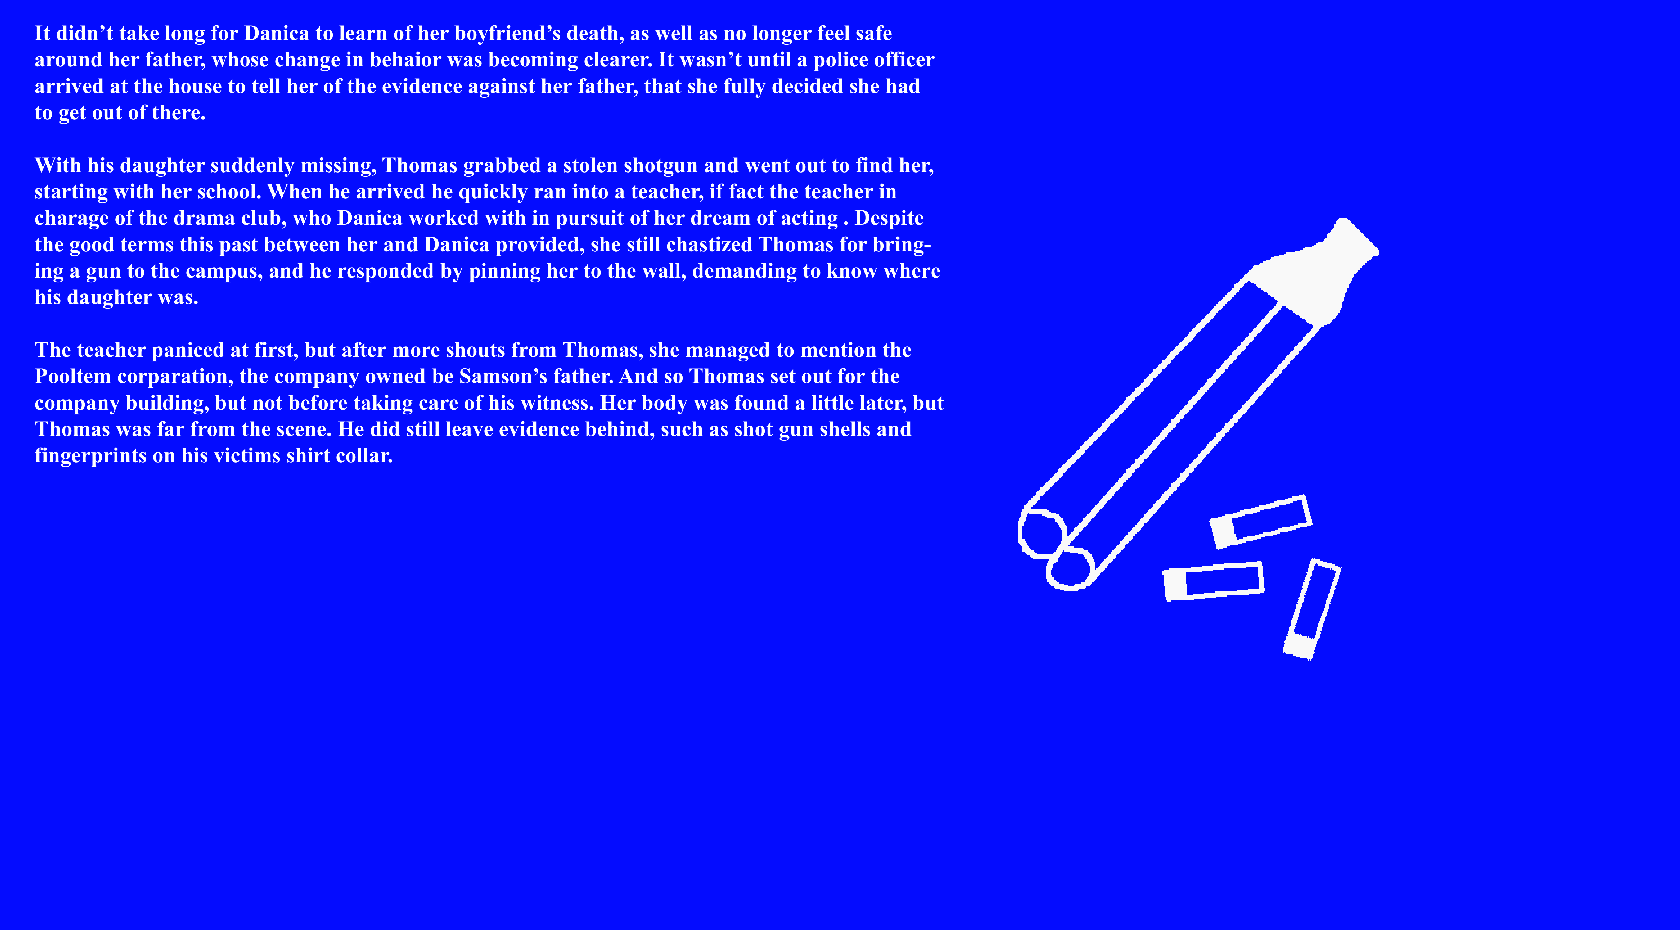 It didn’t take long for Danica to learn of her boyfriend’s death, as well as no longer feel safe
around her father, whose change in behaior was becoming clearer. It wasn’t until a police officer
arrived at the house to tell her of the evidence against her father, that she fully decided she had
to get out of there.
With his daughter suddenly missing, Thomas grabbed a stolen shotgun and went out to find her,
starting with her school. When he arrived he quickly ran into a teacher, if fact the teacher in
charage of the drama club, who Danica worked with in pursuit of her dream of acting . Despite
the good terms this past between her and Danica provided, she still chastized Thomas for bring-
ing a gun to the campus, and he responded by pinning her to the wall, demanding to know where
his daughter was.
The teacher paniced at first, but after more shouts from Thomas, she managed to mention the
Pooltem corparation, the company owned be Samson’s father. And so Thomas set out for the
company building, but not before taking care of his witness. Her body was found a little later, but
Thomas was far from the scene. He did still leave evidence behind, such as shot gun shells and
fingerprints on his victims shirt collar.